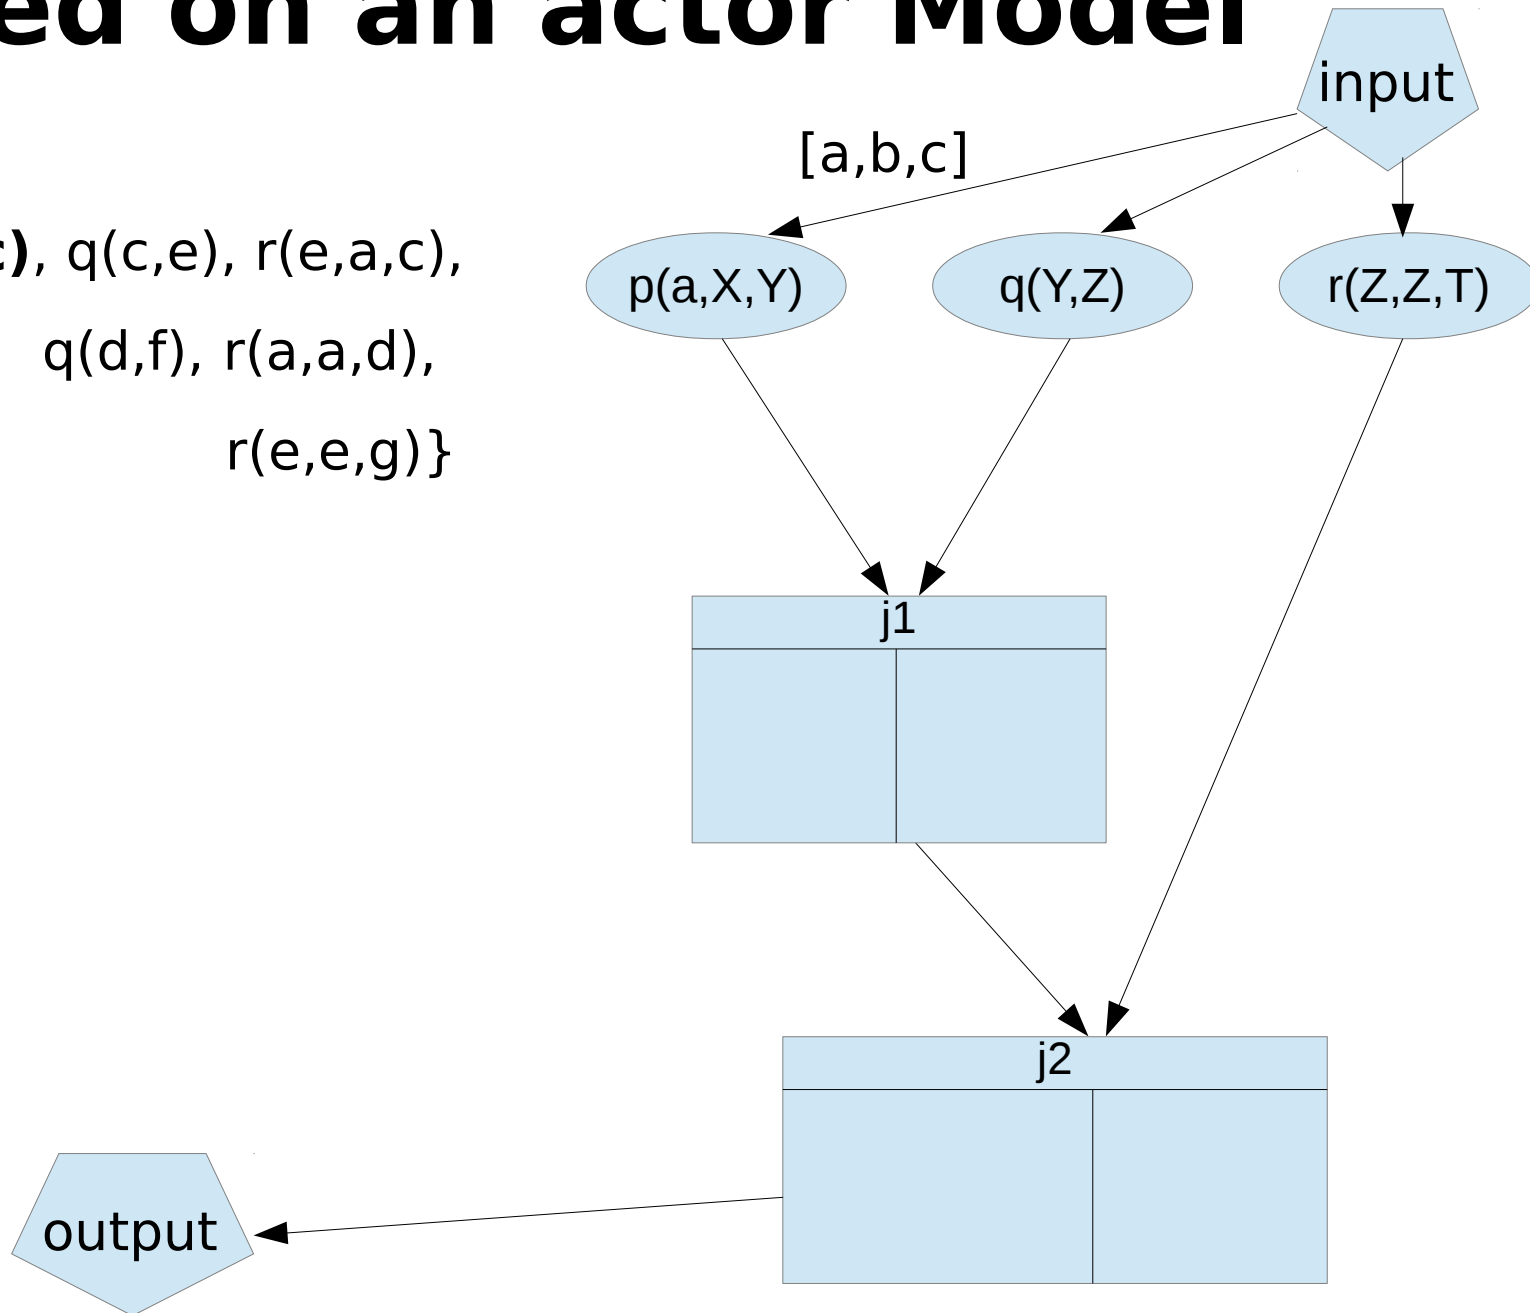 ed on an actor Model
input
[a,b,c]
c), q(c,e), r(e,a,c),
p(a,X,Y)
q(Y,Z)
r(Z,Z,T)
q(d,f), r(a,a,d),
r(e,e,g)}
j1
j2
output